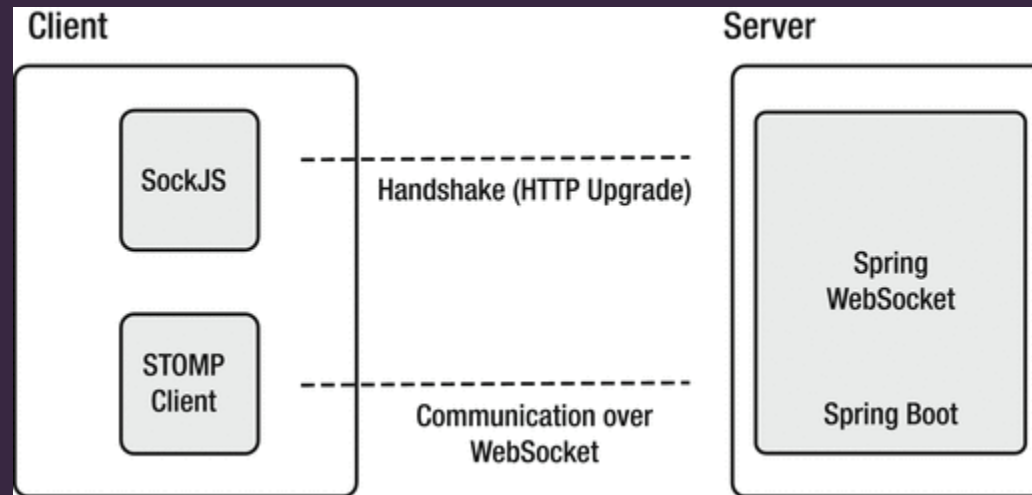 Client
Server
SockJS
Handshake (HTTP Upgrade)
Spring
WebSocket
STOMP
Client
Communication over
WebSocket
Spring Boot